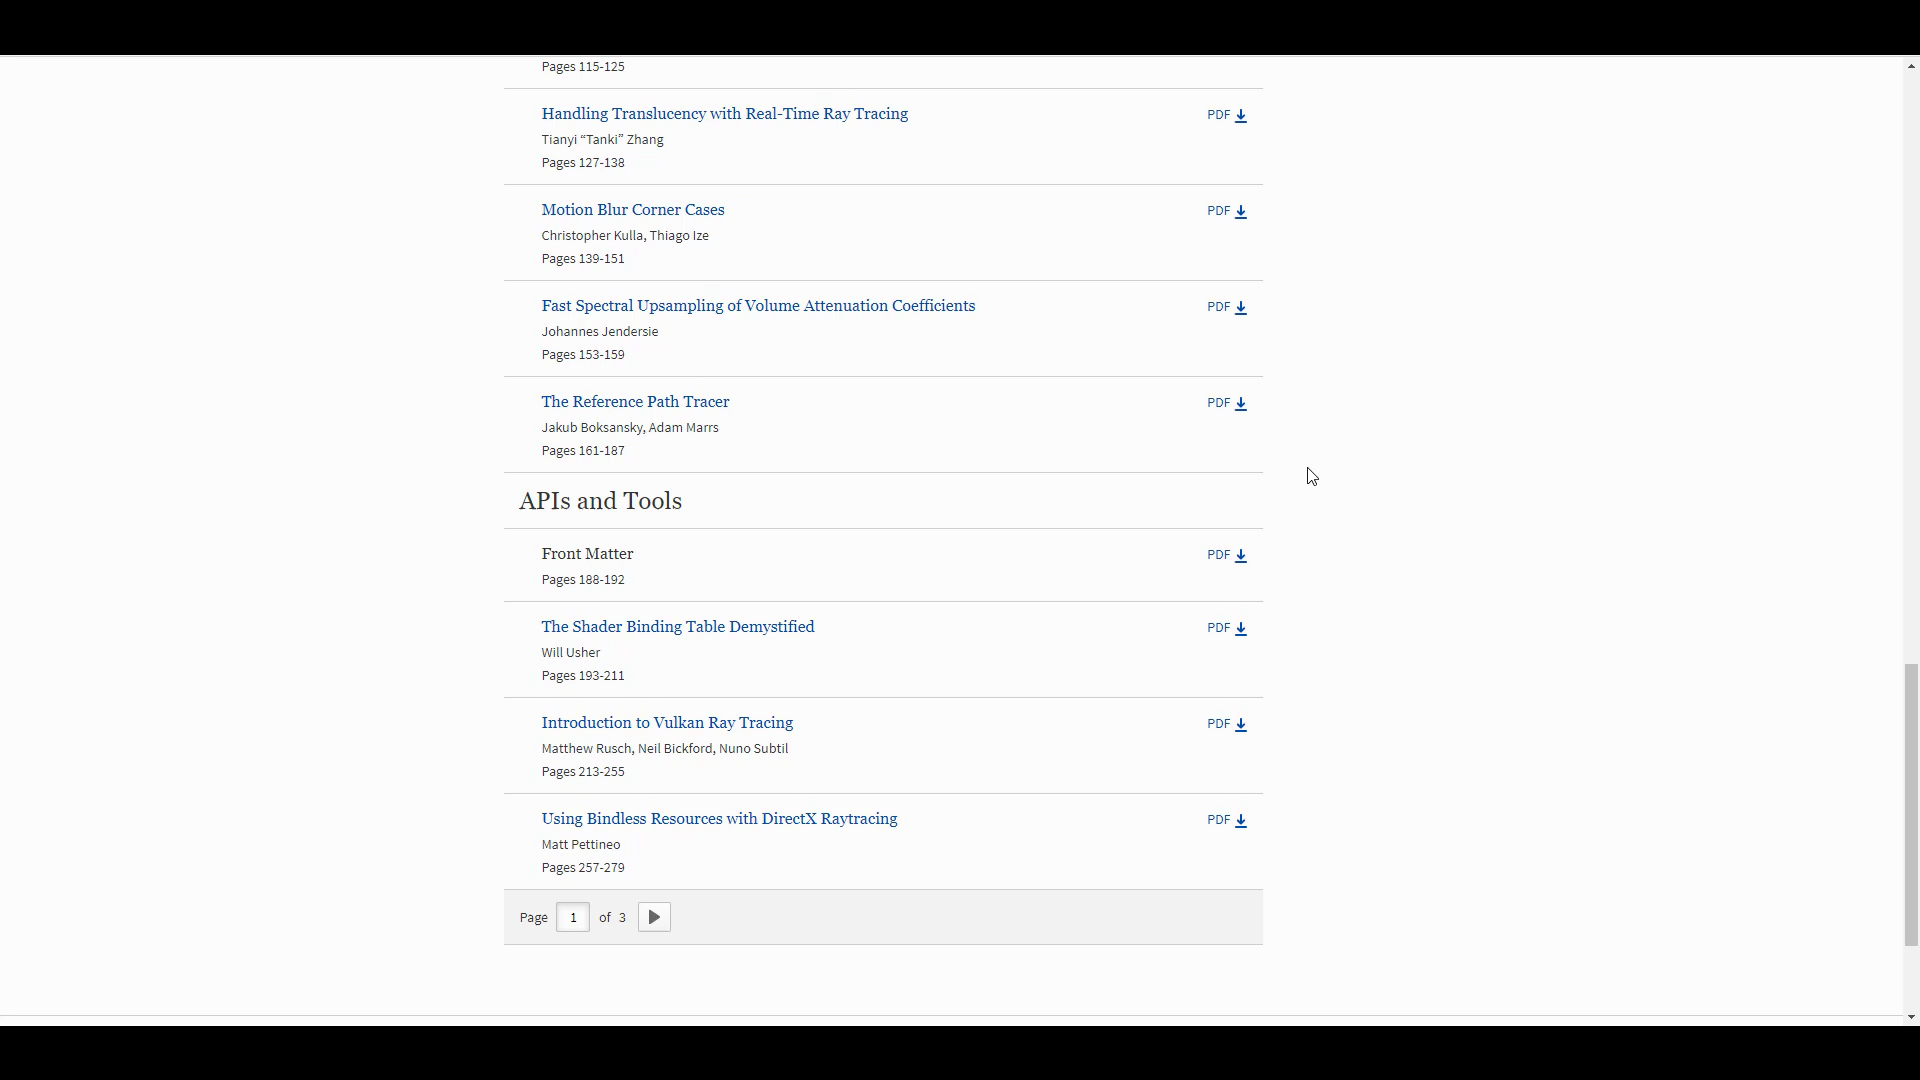 Pages 115-125
Handling Translucency with Real-Time Ray Tracing PDF
Tianyi “Tanki” Zhang
Pages 127-138
Motion Blur Corner Cases PDF
Christopher Kulla, Thiago Ize
Pages 139-151
Fast Spectral Upsampling of Volume Attenuation Coefficients PDF
Johannes Jendersie
Pages 153-159
The Reference Path Tracer PDF
Jakub Boksansky, Adam Marrs
Pages 161-187
APIs and Tools
Front Matter PDF
Pages 188-192
The Shader Binding Table Demystified PDF
Will Usher
Pages 193-211
Introduction to Vulkan Ray Tracing PDF
Matthew Rusch, Neil Bickford, Nuno Subtil
Pages 213-255
Using Bindless Resources with DirectX Raytracing PDF
Matt Pettineo
Pages 257-279
Page 1 of 3